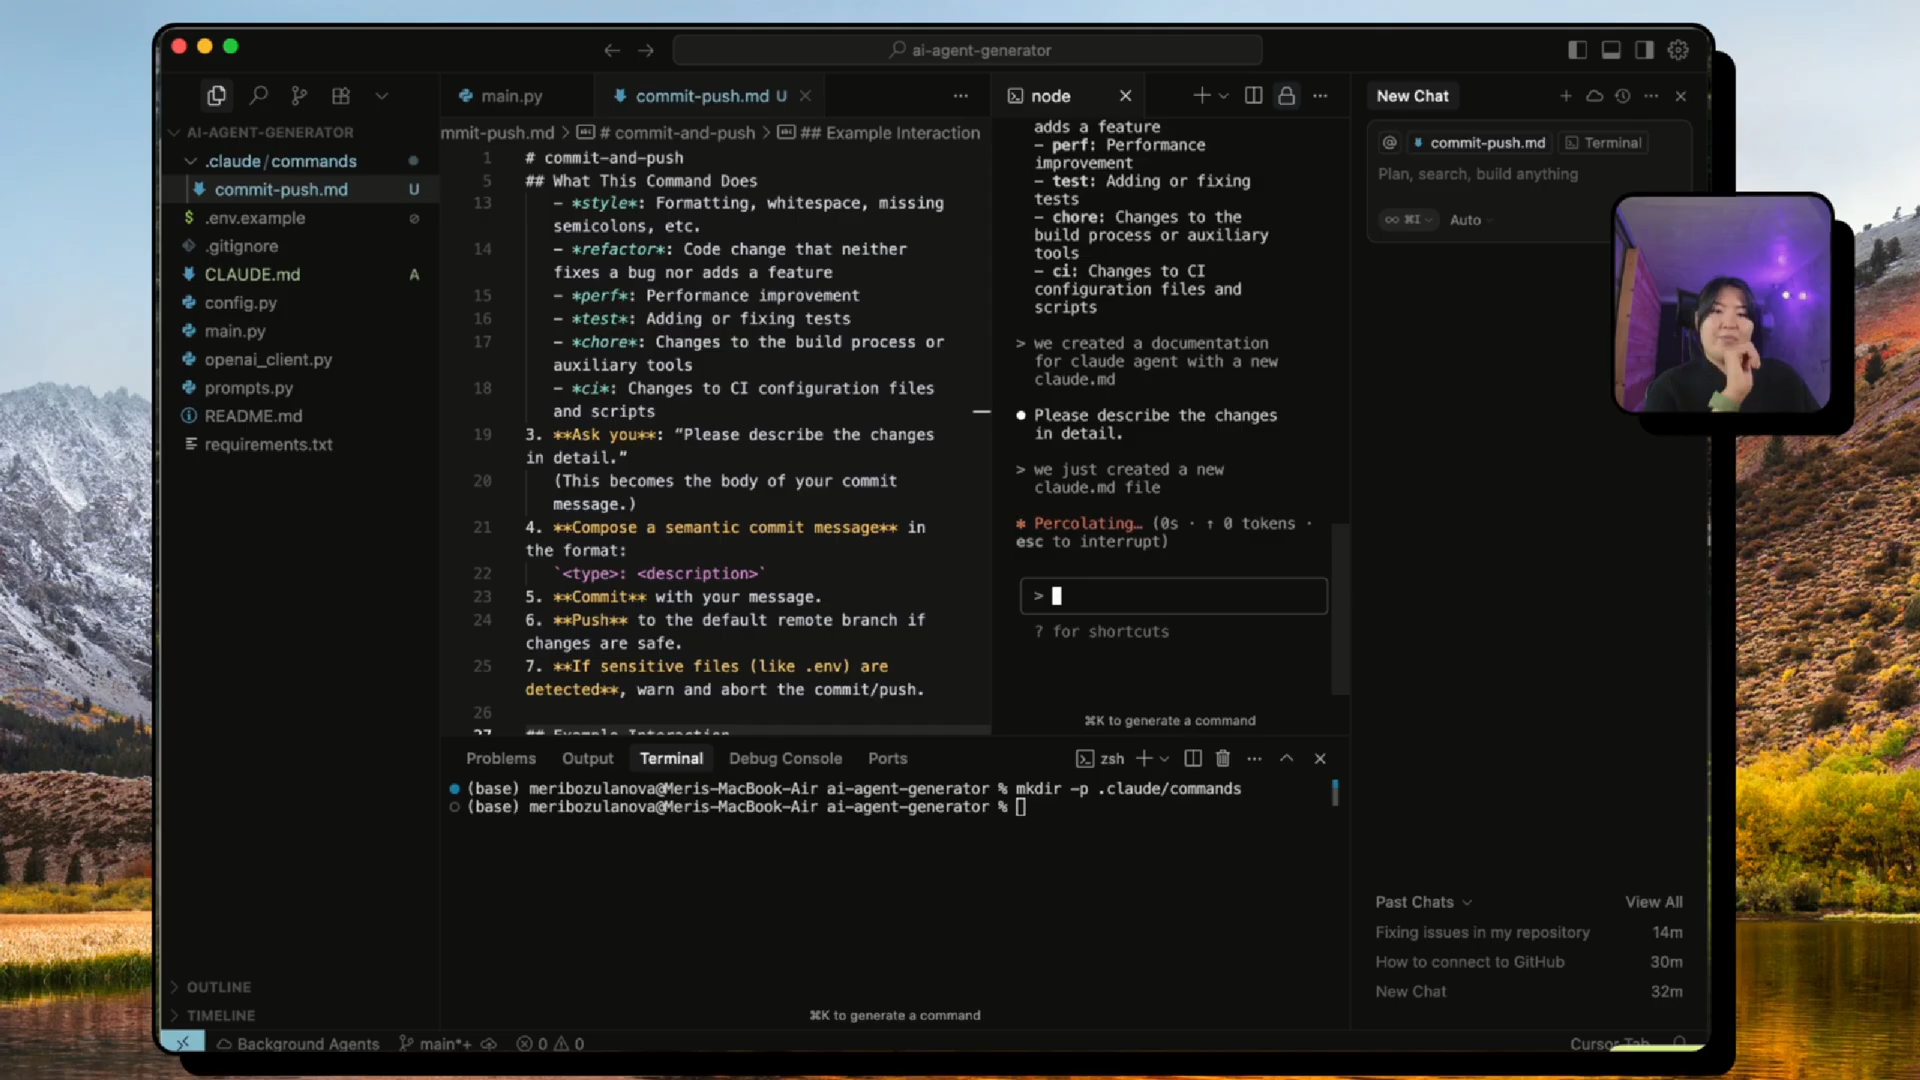 ai-agent-generator
AI-AGENT-GENERATOR
.claude/commands
commit-push.md U
.env.example
.gitignore
CLAUDE.md A
config.py
main.py
openai_client.py
prompts.py
README.md
requirements.txt
OUTLINE
TIMELINE
main.py
commit-push.md U
mmit-push.md > # commit-and-push > ## Example Interaction
1 # commit-and-push
5 ## What This Command Does
13 - *style*: Formatting, whitespace, missing
semicolons, etc.
14 - *refactor*: Code change that neither
fixes a bug nor adds a feature
15 - *perf*: Performance improvement
16 - *test*: Adding or fixing tests
17 - *chore*: Changes to the build process or
auxiliary tools
18 - *ci*: Changes to CI configuration files
and scripts
19 3. **Ask you**: “Please describe the changes
in detail.”
20 (This becomes the body of your commit
message.)
21 4. **Compose a semantic commit message** in
the format:
22 `<type>: <description>`
23 5. **Commit** with your message.
24 6. **Push** to the default remote branch if
changes are safe.
25 7. **If sensitive files (like .env) are
detected**, warn and abort the commit/push.
26
27 ## Example Interaction
node
adds a feature
- perf: Performance
improvement
- test: Adding or fixing
tests
- chore: Changes to the
build process or auxiliary
tools
- ci: Changes to CI
configuration files and
scripts
> we created a documentation
for claude agent with a new
claude.md
Please describe the changes
in detail.
> we just created a new
claude.md file
* Percolating… (0s · ↑ 0 tokens ·
esc to interrupt)
>
? for shortcuts
⌘K to generate a command
Problems Output Terminal Debug Console Ports
zsh
(base) meribozulanova@Meris-MacBook-Air ai-agent-generator % mkdir -p .claude/commands
(base) meribozulanova@Meris-MacBook-Air ai-agent-generator %
⌘K to generate a command
New Chat
@ commit-push.md Terminal
Plan, search, build anything
∞ ⌘I Auto
Past Chats View All
Fixing issues in my repository 14m
How to connect to GitHub 30m
New Chat 32m
Background Agents main*+ 0 0
Cursor Tab